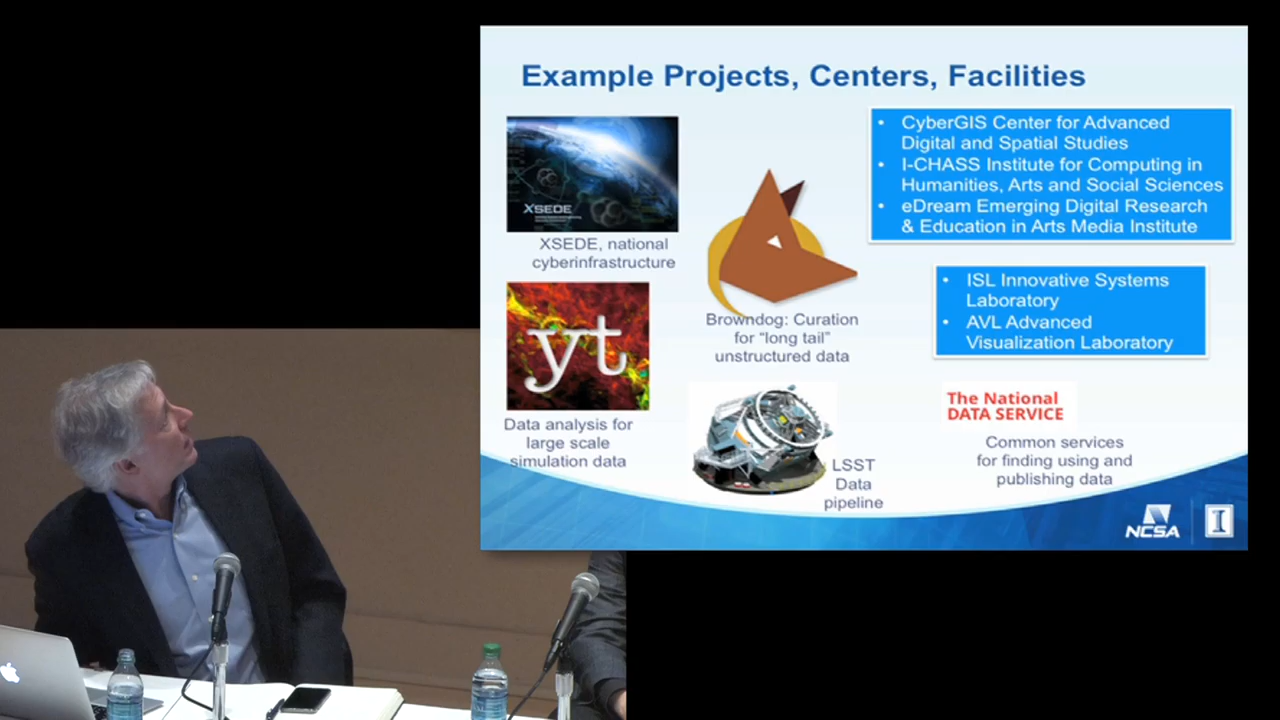 Example Projects, Centers, Facilities
XSEDE
XSEDE, national
cyberinfrastructure
yt
Data analysis for
large scale
simulation data
Browndog: Curation
for “long tail”
unstructured data
LSST
Data
pipeline
• CyberGIS Center for Advanced
Digital and Spatial Studies
• I-CHASS Institute for Computing in
Humanities, Arts and Social Sciences
• eDream Emerging Digital Research
& Education in Arts Media Institute
• ISL Innovative Systems
Laboratory
• AVL Advanced
Visualization Laboratory
The National
DATA SERVICE
Common services
for finding using and
publishing data
NCSA
I